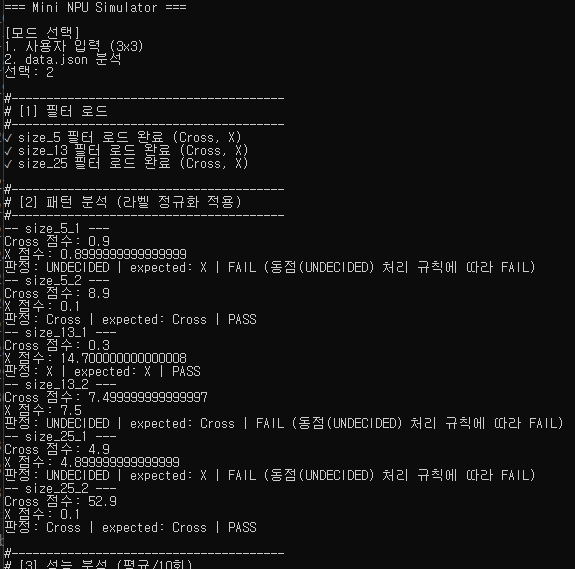 === Mini NPU Simulator ===
[모드 선택]
1. 사용자 입력 (3x3)
2. data.json 분석
선택: 2
#---------------------------------------
# [1] 필터 로드
#---------------------------------------
✓ size_5 필터 로드 완료 (Cross, X)
✓ size_13 필터 로드 완료 (Cross, X)
✓ size_25 필터 로드 완료 (Cross, X)
#---------------------------------------
# [2] 패턴 분석 (라벨 정규화 적용)
#---------------------------------------
-- size_5_1 ---
Cross 점수: 0.9
X 점수: 0.8999999999999999
판정: UNDECIDED | expected: X | FAIL (동점(UNDECIDED) 처리 규칙에 따라 FAIL)
-- size_5_2 ---
Cross 점수: 8.9
X 점수: 0.1
판정: Cross | expected: Cross | PASS
-- size_13_1 ---
Cross 점수: 0.3
X 점수: 14.700000000000008
판정: X | expected: X | PASS
-- size_13_2 ---
Cross 점수: 7.499999999999997
X 점수: 7.5
판정: UNDECIDED | expected: Cross | FAIL (동점(UNDECIDED) 처리 규칙에 따라 FAIL)
-- size_25_1 ---
Cross 점수: 4.9
X 점수: 4.899999999999999
판정: UNDECIDED | expected: X | FAIL (동점(UNDECIDED) 처리 규칙에 따라 FAIL)
-- size_25_2 ---
Cross 점수: 52.9
X 점수: 0.1
판정: Cross | expected: Cross | PASS
#---------------------------------------
# [3] 성능 분석 (평균/10회)